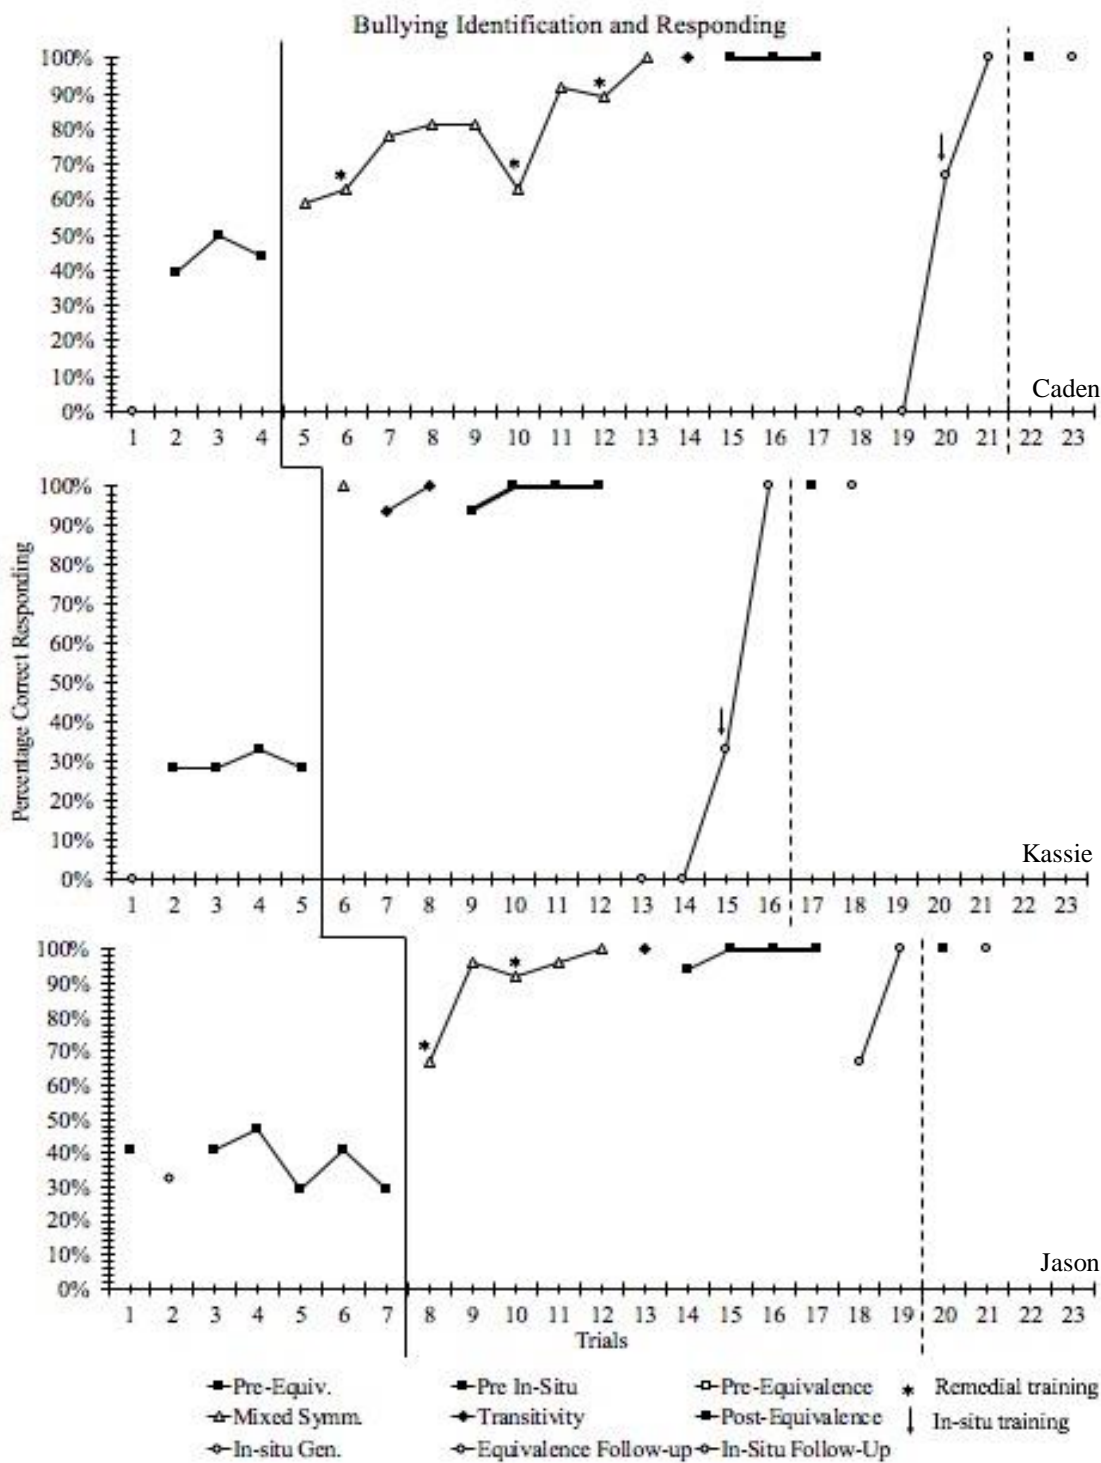 Bullying Identification and Responding
100%
90%
80%
70%
60%
50%
40%
30%
20%
10%
0%
Caden
1 2 3 4 5 6 7 8 9 10 11 12 13 14 15 16 17 18 19 20 21 22 23
Percentage Correct Responding
100%
90%
80%
70%
60%
50%
40%
30%
20%
10%
0%
Kassie
1 2 3 4 5 6 7 8 9 10 11 12 13 14 15 16 17 18 19 20 21 22 23
100%
90%
80%
70%
60%
50%
40%
30%
20%
10%
0%
Jason
1 2 3 4 5 6 7 8 9 10 11 12 13 14 15 16 17 18 19 20 21 22 23
Trials
Pre-Equiv. Pre In-Situ Pre-Equivalence * Remedial training
Mixed Symm. Transitivity Post-Equivalence ↓ In-situ training
In-situ Gen. Equivalence Follow-up In-Situ Follow-Up